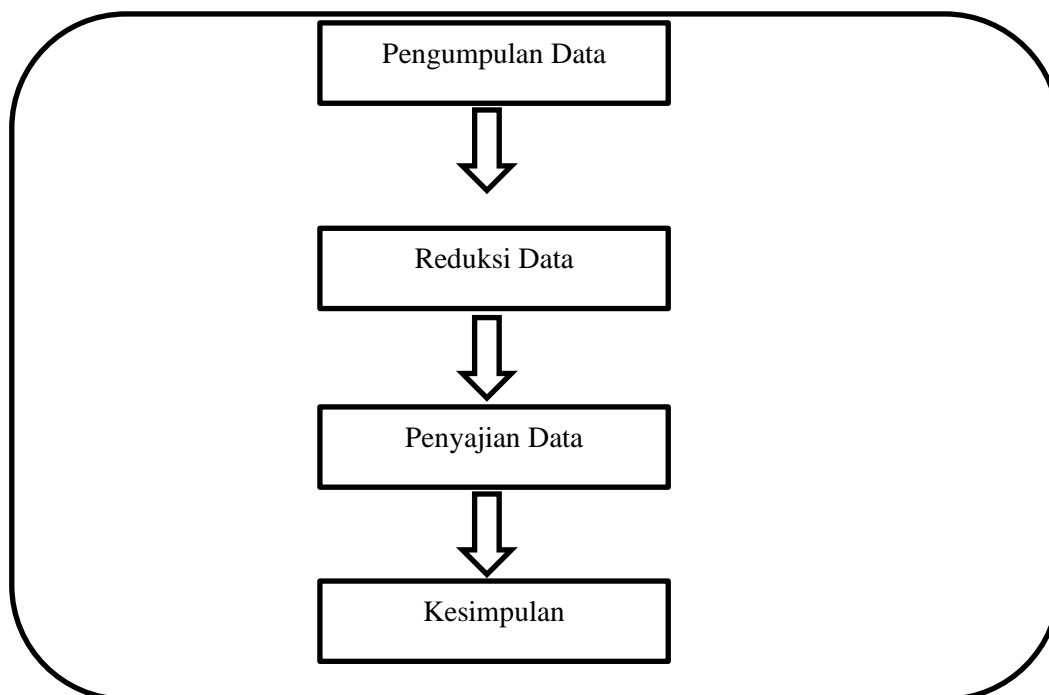 Pengumpulan Data
Reduksi Data
Penyajian Data
Kesimpulan